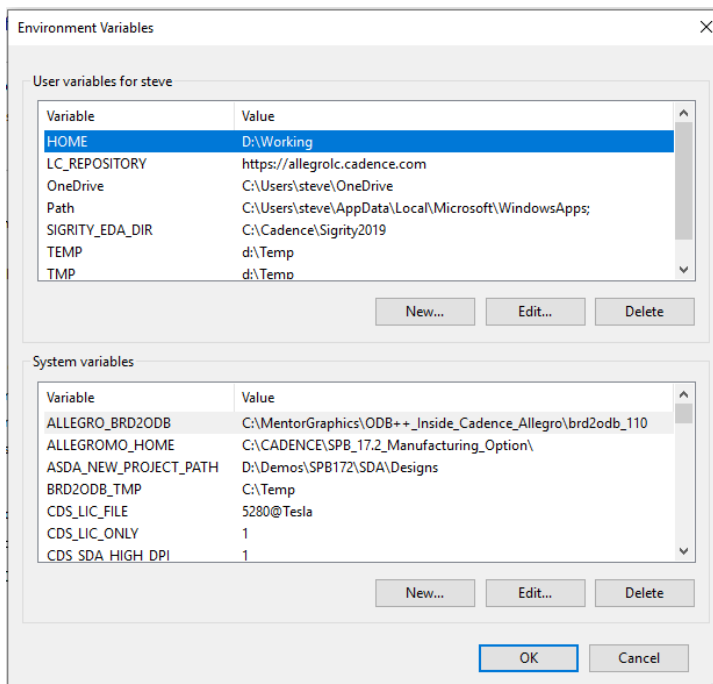 Environment Variables
User variables for steve
Variable Value
HOME D:\Working
LC_REPOSITORY https://allegrolc.cadence.com
OneDrive C:\Users\steve\OneDrive
Path C:\Users\steve\AppData\Local\Microsoft\WindowsApps;
SIGRITY_EDA_DIR C:\Cadence\Sigrity2019
TEMP d:\Temp
TMP d:\Temp
New... Edit... Delete
System variables
Variable Value
ALLEGRO_BRD2ODB C:\MentorGraphics\ODB++_Inside_Cadence_Allegro\brd2odb_110
ALLEGROMO_HOME C:\CADENCE\SPB_17.2_Manufacturing_Option\
ASDA_NEW_PROJECT_PATH D:\Demos\SPB172\SDA\Designs
BRD2ODB_TMP C:\Temp
CDS_LIC_FILE 5280@Tesla
CDS_LIC_ONLY 1
CDS_SDA_HIGH_DPI 1
New... Edit... Delete
OK Cancel